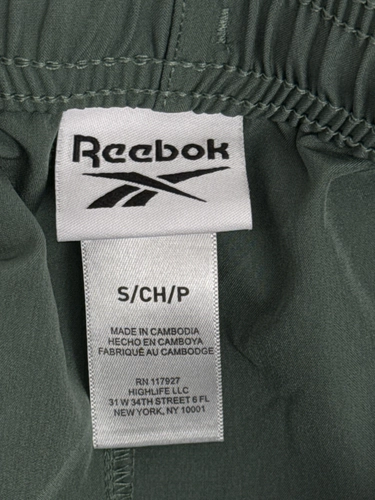 Reebok
S/CH/P
MADE IN CAMBODIA
HECHO EN CAMBOYA
FABRIQUÉ AU CAMBODGE
RN 117927
HIGHLIFE LLC
31 W 34TH STREET 6 FL
NEW YORK, NY 10001